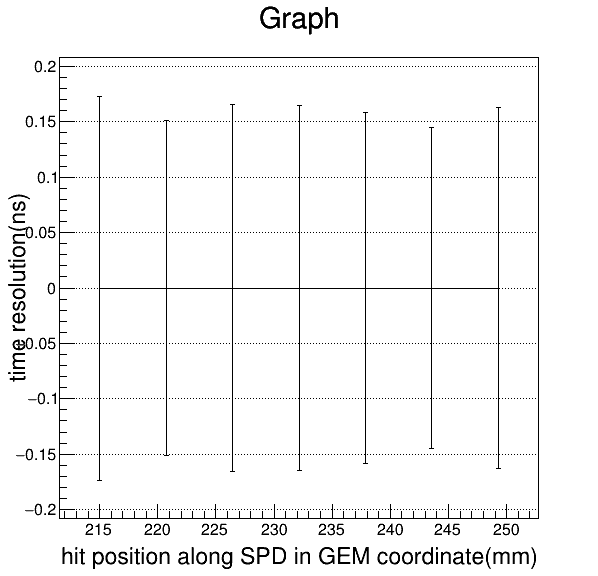 Graph
time resolution(ns)
0.2
0.15
0.1
0.05
0
−0.05
−0.1
−0.15
−0.2
215 220 225 230 235 240 245 250
hit position along SPD in GEM coordinate(mm)